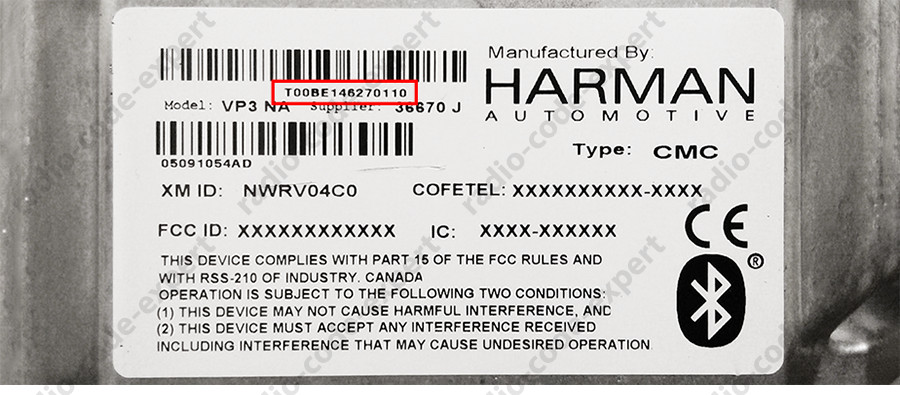 Manufactured By:
HARMAN
AUTOMOTIVE
T00BE146270110
Model: VP3 NA Supplier: 36670 J
Type: CMC
05091054AD
XM ID: NWRV04C0 COFETEL: XXXXXXXXXX-XXXX
FCC ID: XXXXXXXXXXXX IC: XXXX-XXXXXX
THIS DEVICE COMPLIES WITH PART 15 OF THE FCC RULES AND
WITH RSS-210 OF INDUSTRY. CANADA
OPERATION IS SUBJECT TO THE FOLLOWING TWO CONDITIONS:
(1) THIS DEVICE MAY NOT CAUSE HARMFUL INTERFERENCE, AND
(2) THIS DEVICE MUST ACCEPT ANY INTERFERENCE RECEIVED
INCLUDING INTERFERENCE THAT MAY CAUSE UNDESIRED OPERATION.
CE
®
radio-code-expert